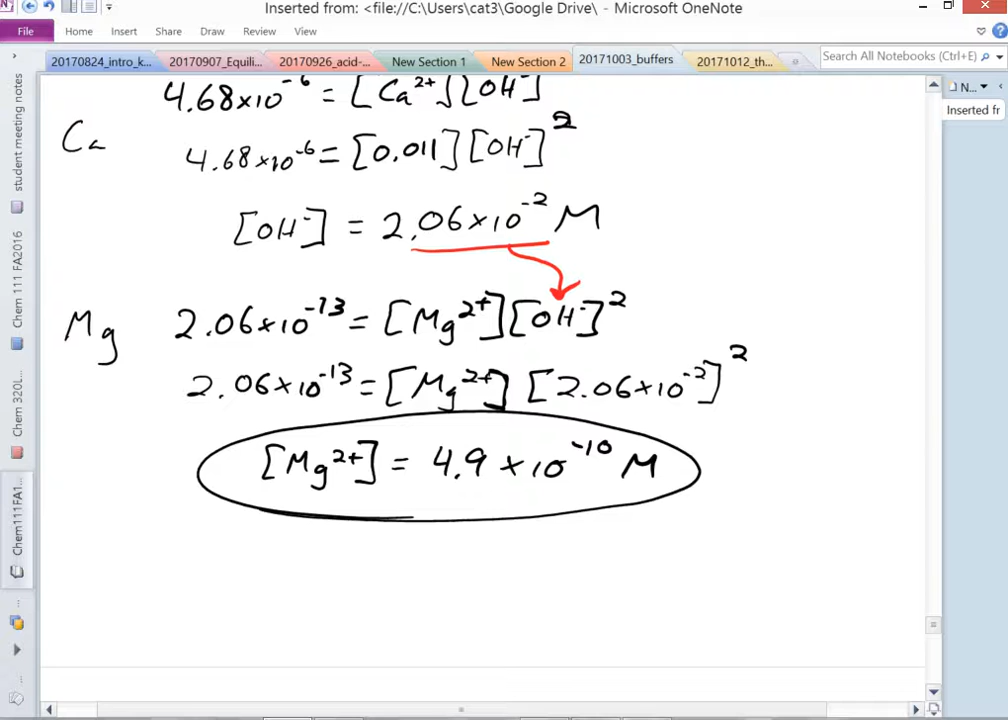 Inserted from: <file://C:\Users\cat3\Google Drive\ - Microsoft OneNote
File Home Insert Share Draw Review View
20170824_intro_k... 20170907_Equili... 20170926_acid-... New Section 1 New Section 2 20171003_buffers 20171012_th... Search All Notebooks (Ctrl+E)
N...
Inserted fr
student meeting notes
Chem 111 FA2016
Chem 320L
Chem111FA1
4.68×10⁻⁶ = [Ca²⁺][OH⁻]
Ca
4.68×10⁻⁶ = [0.011][OH⁻]²
[OH⁻] = 2.06×10⁻² M
Mg 2.06×10⁻¹³ = [Mg²⁺][OH⁻]²
2.06×10⁻¹³ = [Mg²⁺] [2.06×10⁻²]²
[Mg²⁺] = 4.9 × 10⁻¹⁰ M